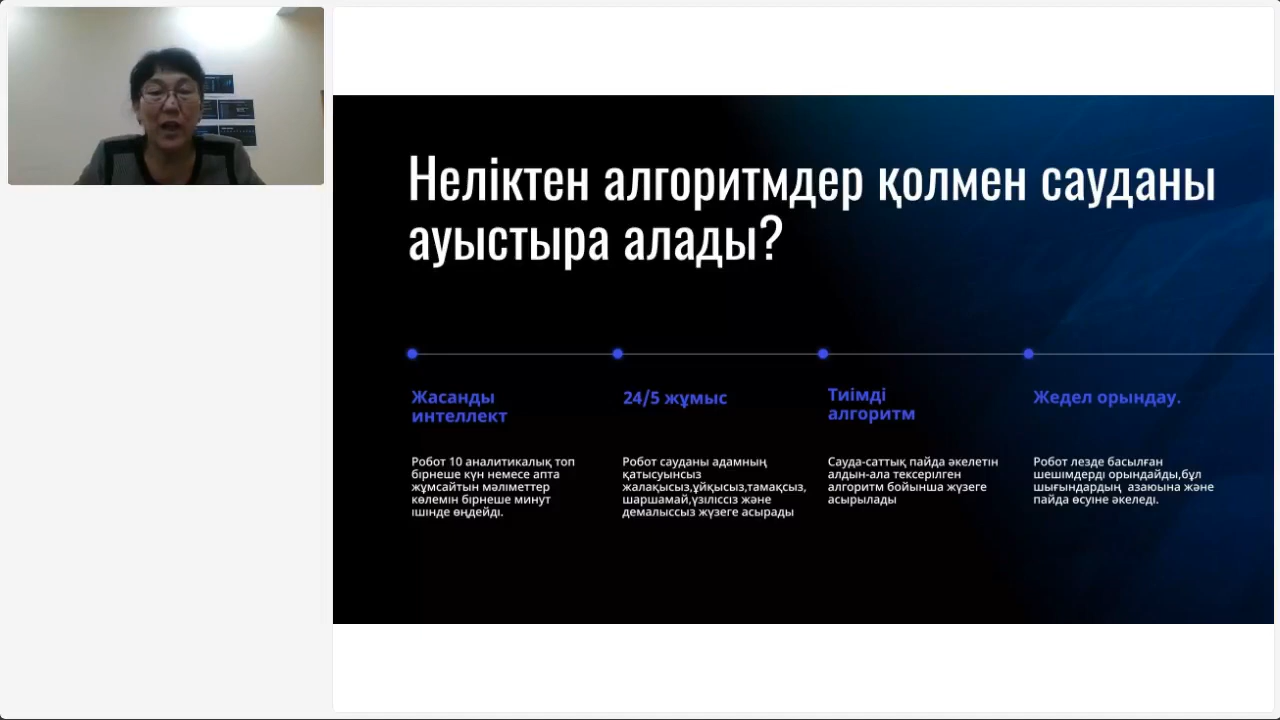 Неліктен алгоритмдер қолмен сауданы
ауыстыра алады?
Жасанды
интеллект
Робот 10 аналитикалық топ
бірнеше күн немесе апта
жұмсайтын мәліметтер
көлемін бірнеше минут
ішінде өңдейді.
24/5 жұмыс
Робот сауданы адамның
қатысуынсыз
жалақысыз,ұйқысыз,тамақсыз,
шаршамай,үзіліссіз және
демалыссыз жүзеге асырады
Тиімді
алгоритм
Сауда-саттық пайда әкелетін
алдын-ала тексерілген
алгоритм бойынша жүзеге
асырылады
Жедел орындау.
Робот лезде басылған
шешімдерді орындайды,бұл
шығындардың азаюына және
пайда өсуіне әкеледі.